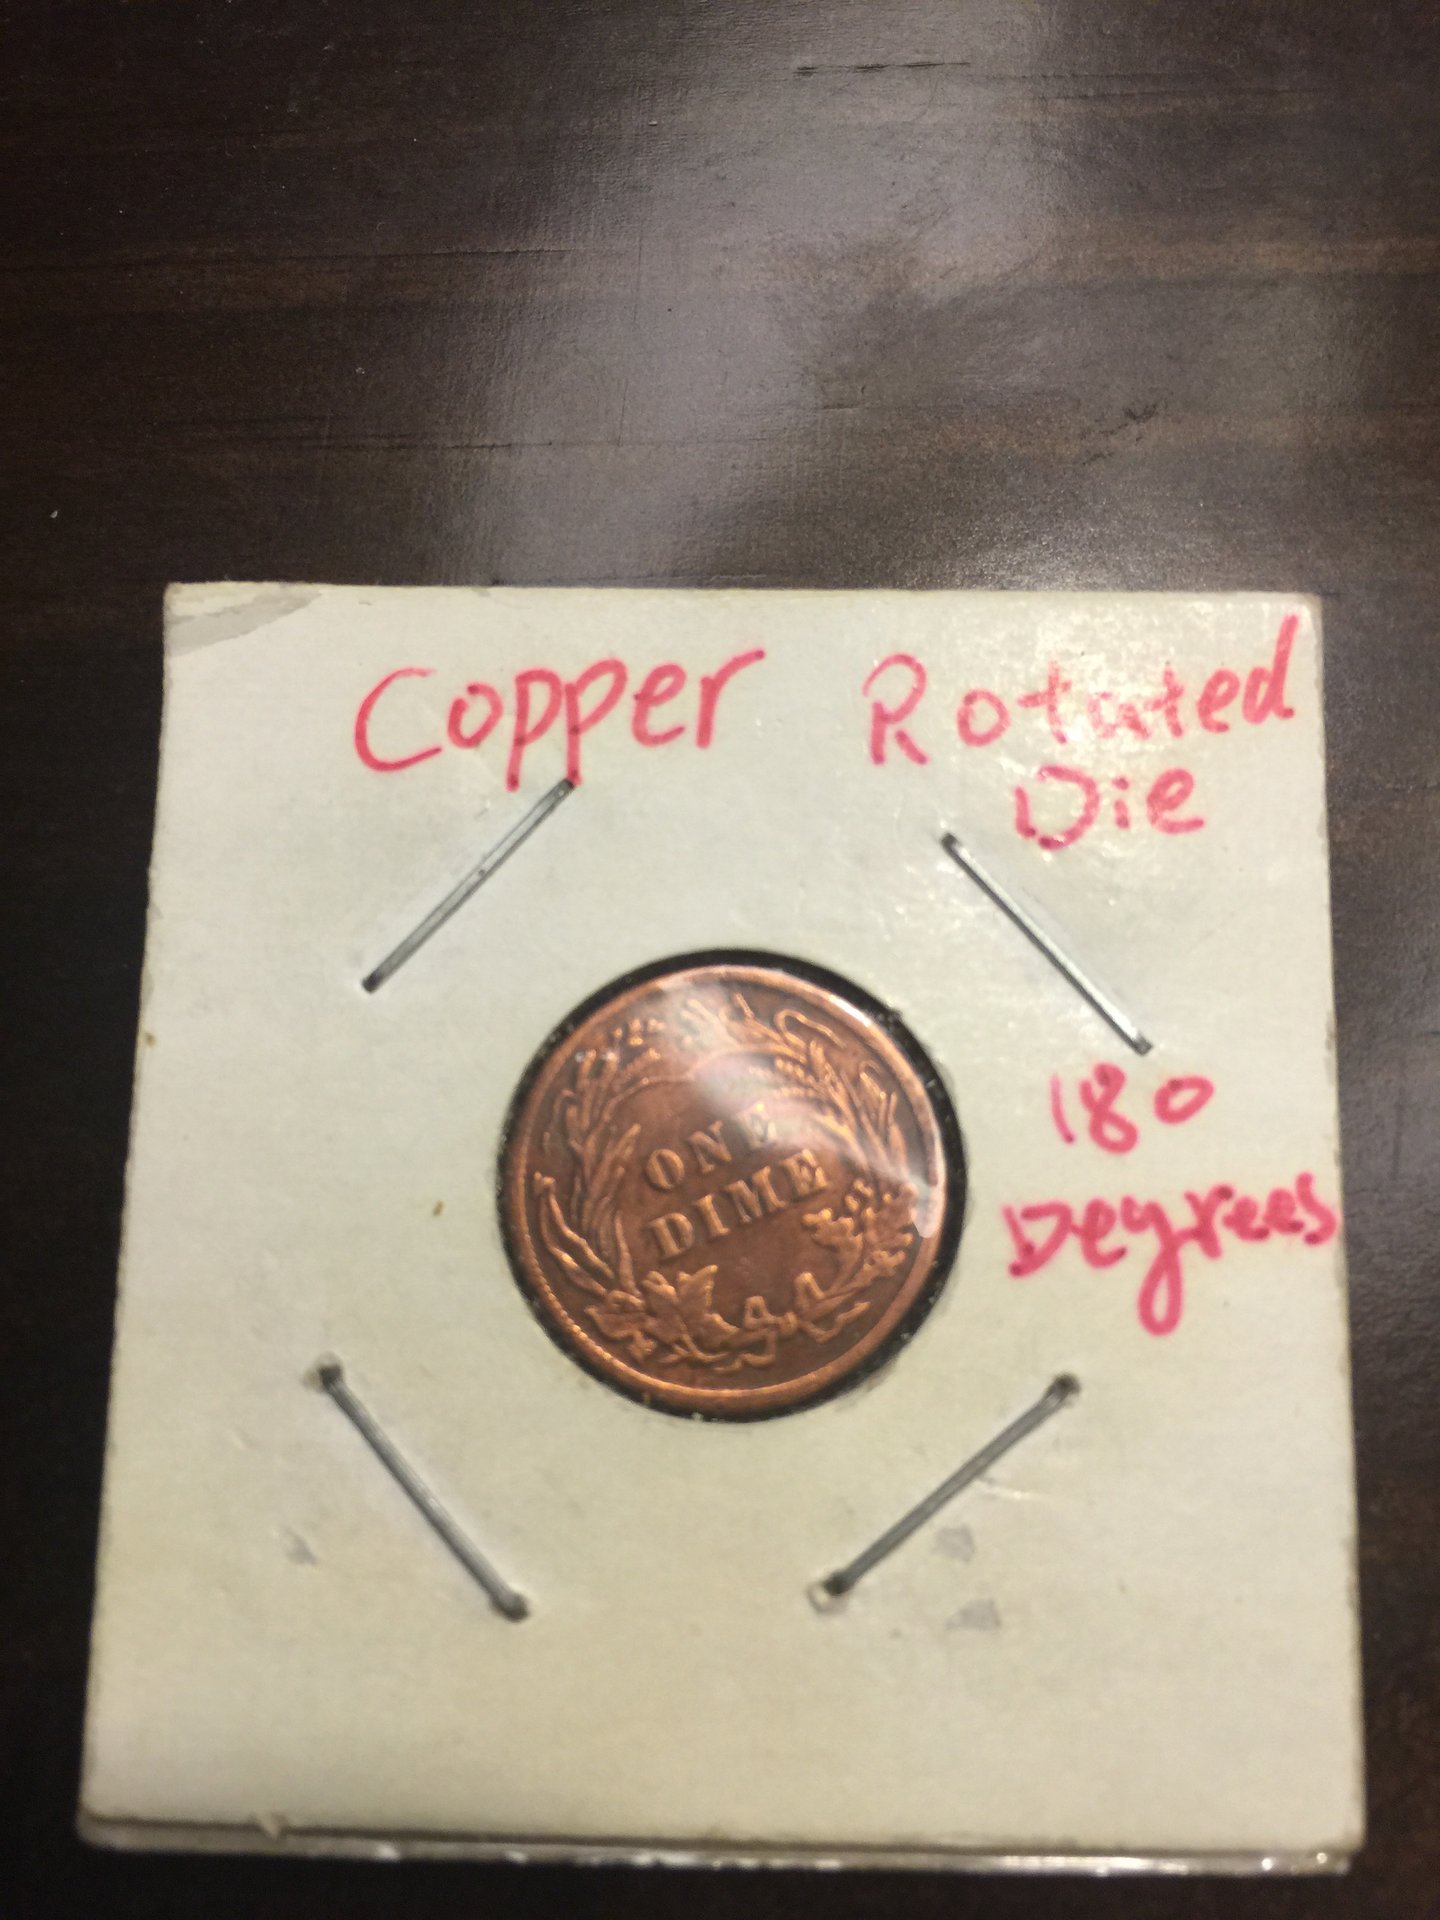 Copper Rotated
Die
180
Degrees
ONE
DIME